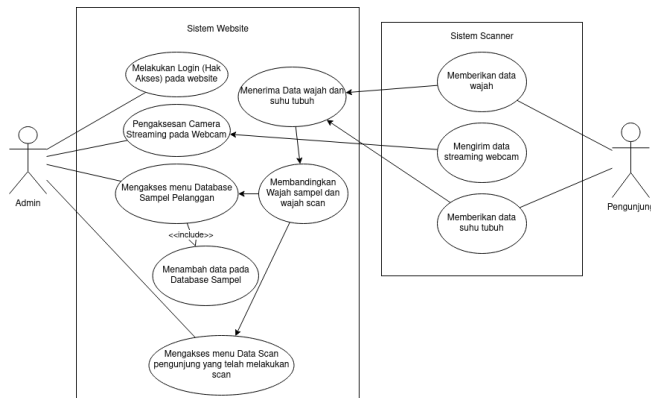 Sistem Website
Sistem Scanner
Melakukan Login (Hak
Akses) pada website
Menerima Data wajah dan
suhu tubuh
Memberikan data
wajah
Pengaksesan Camera
Streaming pada Webcam
Mengirim data
streaming webcam
Admin
Pengunjung
Mengakses menu Database
Sampel Pelanggan
Membandingkan
Wajah sampel dan
wajah scan
Memberikan data
suhu tubuh
<<include>>
Menambah data pada
Database Sampel
Mengakses menu Data Scan
pengunjung yang telah melakukan
scan